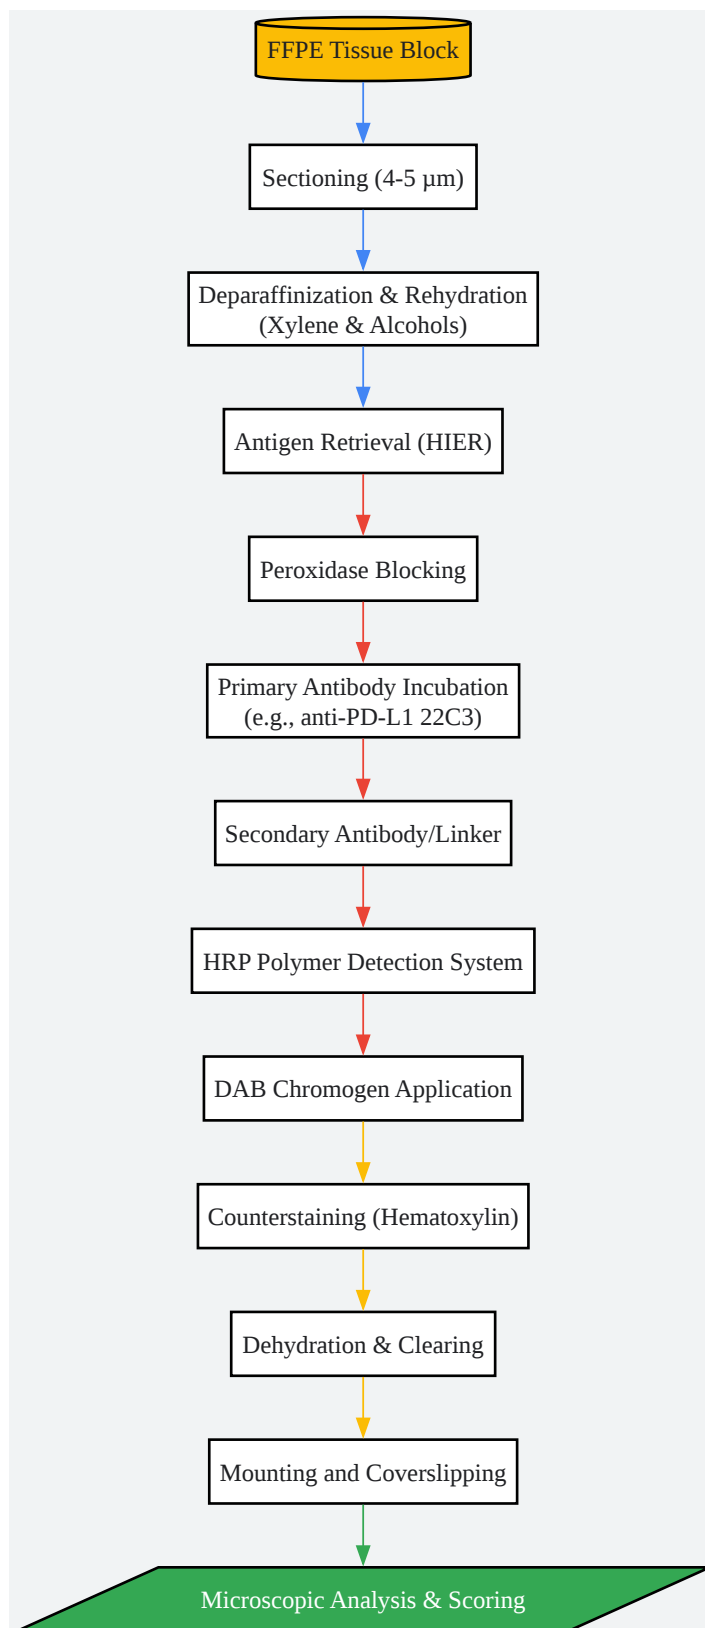 FFPE Tissue Block
Sectioning (4-5 µm)
Deparaffinization & Rehydration
(Xylene & Alcohols)
Antigen Retrieval (HIER)
Peroxidase Blocking
Primary Antibody Incubation
(e.g., anti-PD-L1 22C3)
Secondary Antibody/Linker
HRP Polymer Detection System
DAB Chromogen Application
Counterstaining (Hematoxylin)
Dehydration & Clearing
Mounting and Coverslipping
Microscopic Analysis & Scoring